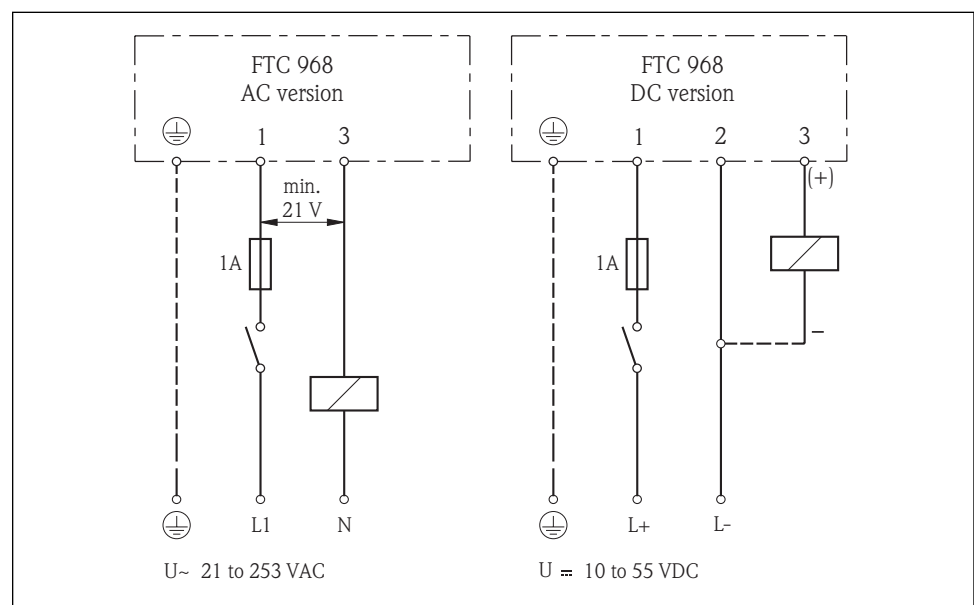 FTC 968
AC version
1
3
min.
21 V
1A
L1
N
U~ 21 to 253 VAC
FTC 968
DC version
1
2
3
(+)
1A
–
L+
L-
U ⎓ 10 to 55 VDC